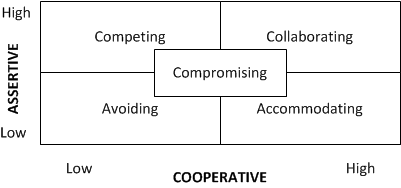 High
Competing
Collaborating
Compromising
ASSERTIVE
Avoiding
Accommodating
Low
Low
High
COOPERATIVE